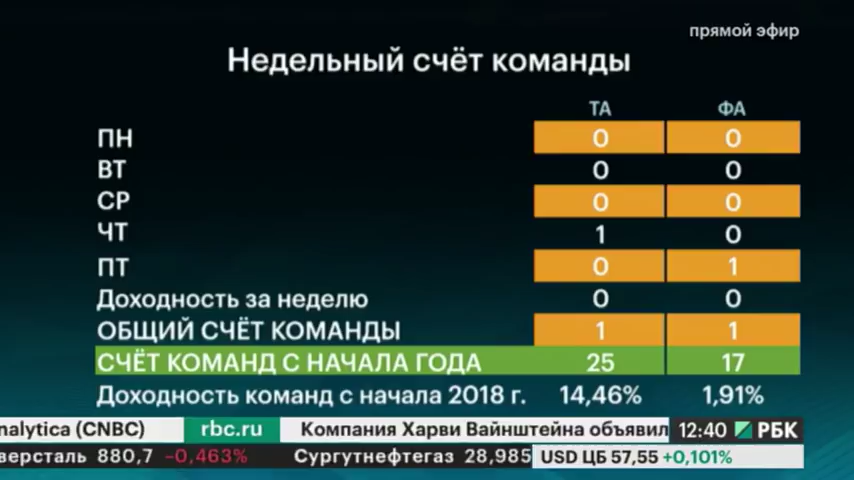 прямой эфир
Недельный счёт команды
ТА ФА
ПН 0 0
ВТ 0 0
СР 0 0
ЧТ 1 0
ПТ 0 1
Доходность за неделю 0 0
ОБЩИЙ СЧЁТ КОМАНДЫ 1 1
СЧЁТ КОМАНД С НАЧАЛА ГОДА 25 17
Доходность команд с начала 2018 г. 14,46% 1,91%
nalytica (CNBC) rbc.ru Компания Харви Вайнштейна объявил 12:40 РБК
версталь 880,7 -0,463% Сургутнефтегаз 28,985 USD ЦБ 57,55 +0,101%